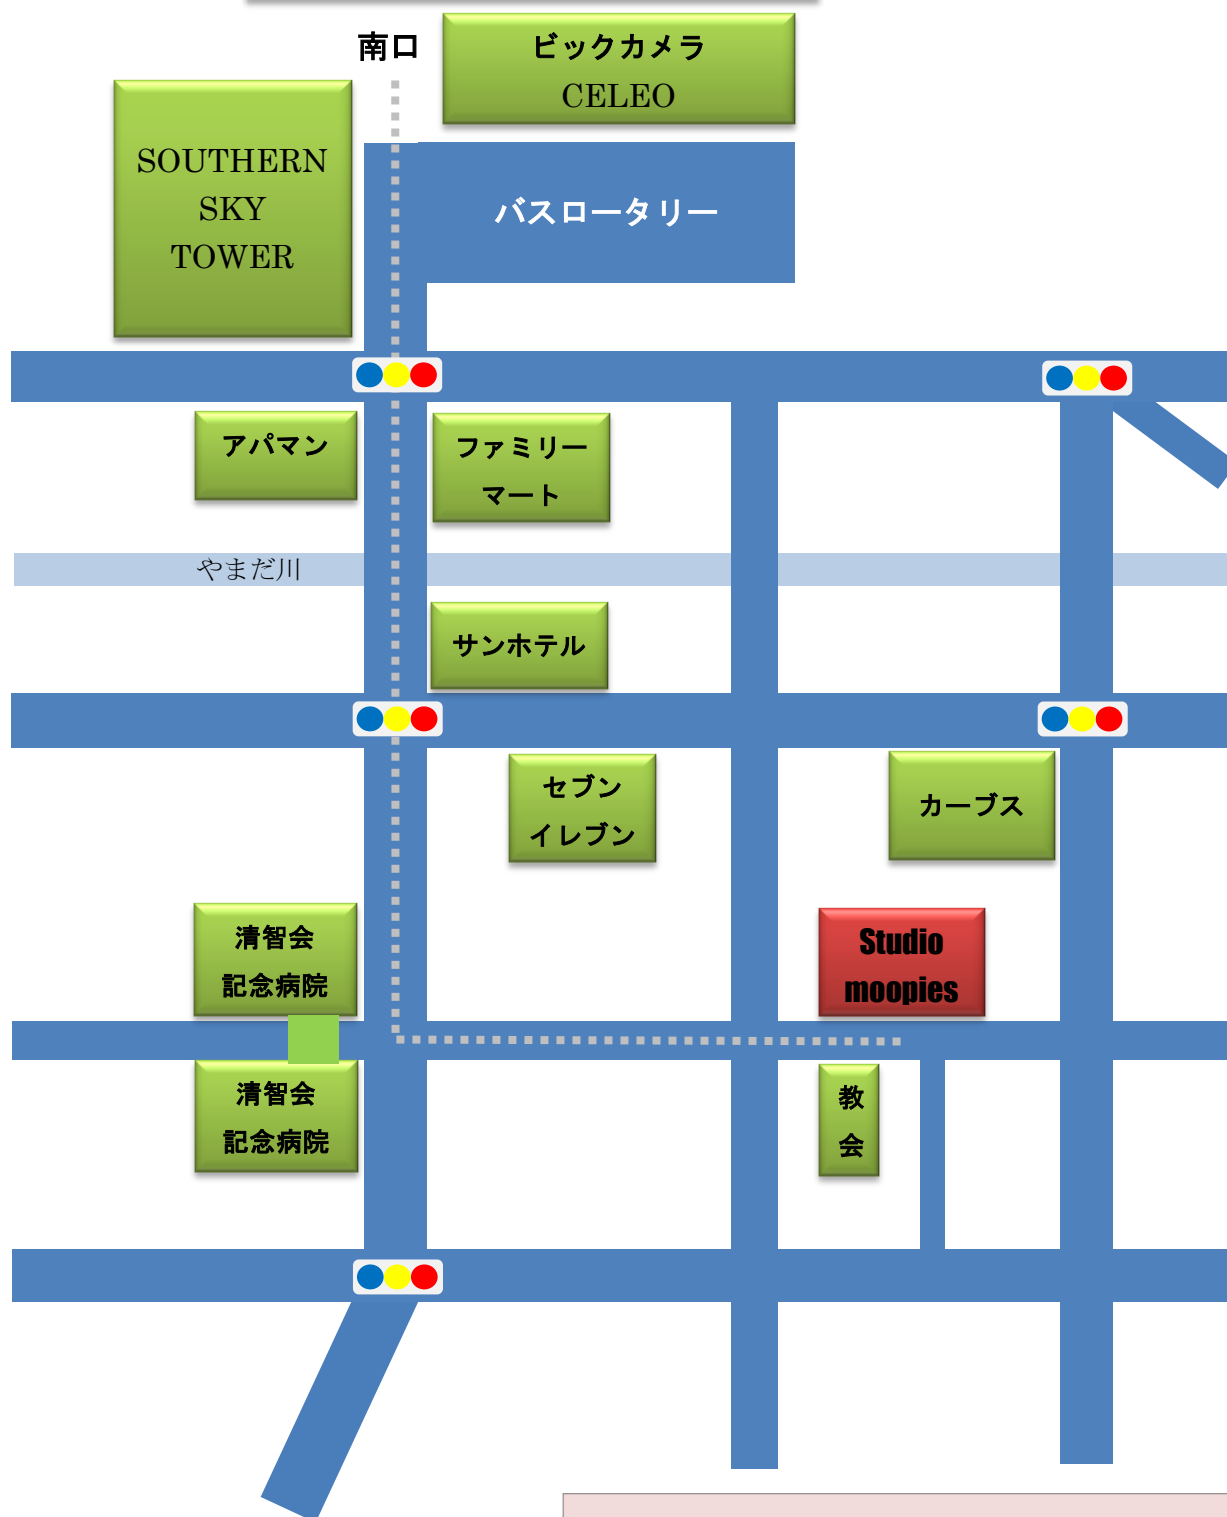 南口
ビックカメラ
CELEO
SOUTHERN
SKY
TOWER
バスロータリー
アパマン
ファミリー
マート
やまだ川
サンホテル
セブン
イレブン
カーブス
清智会
記念病院
Studio
moopies
清智会
記念病院
教
会